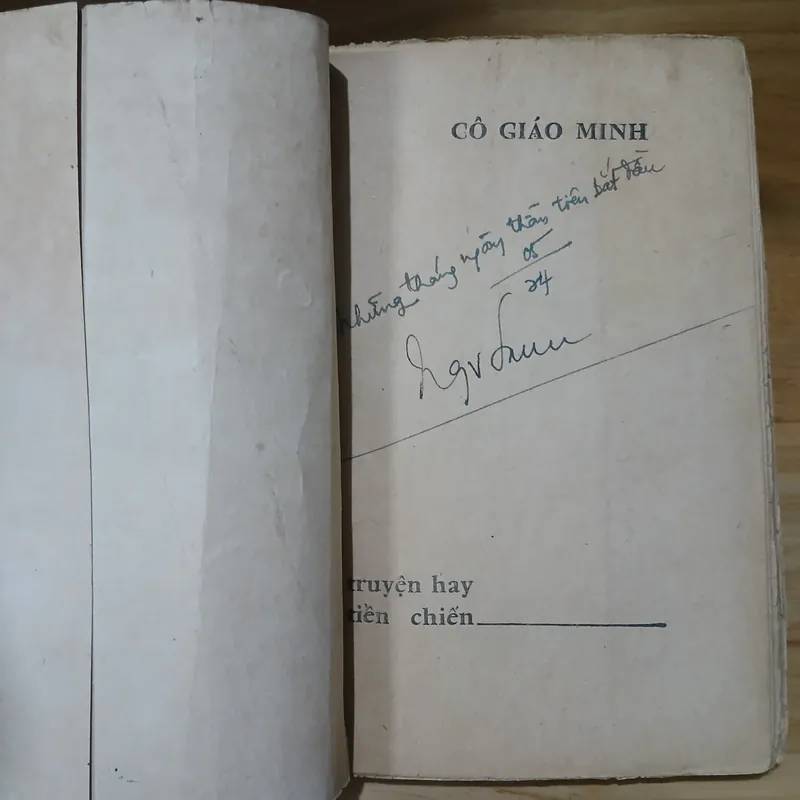 CÔ GIÁO MINH
những tháng ngày thần tiên bắt đầu
05
24
truyện hay
tiền chiến